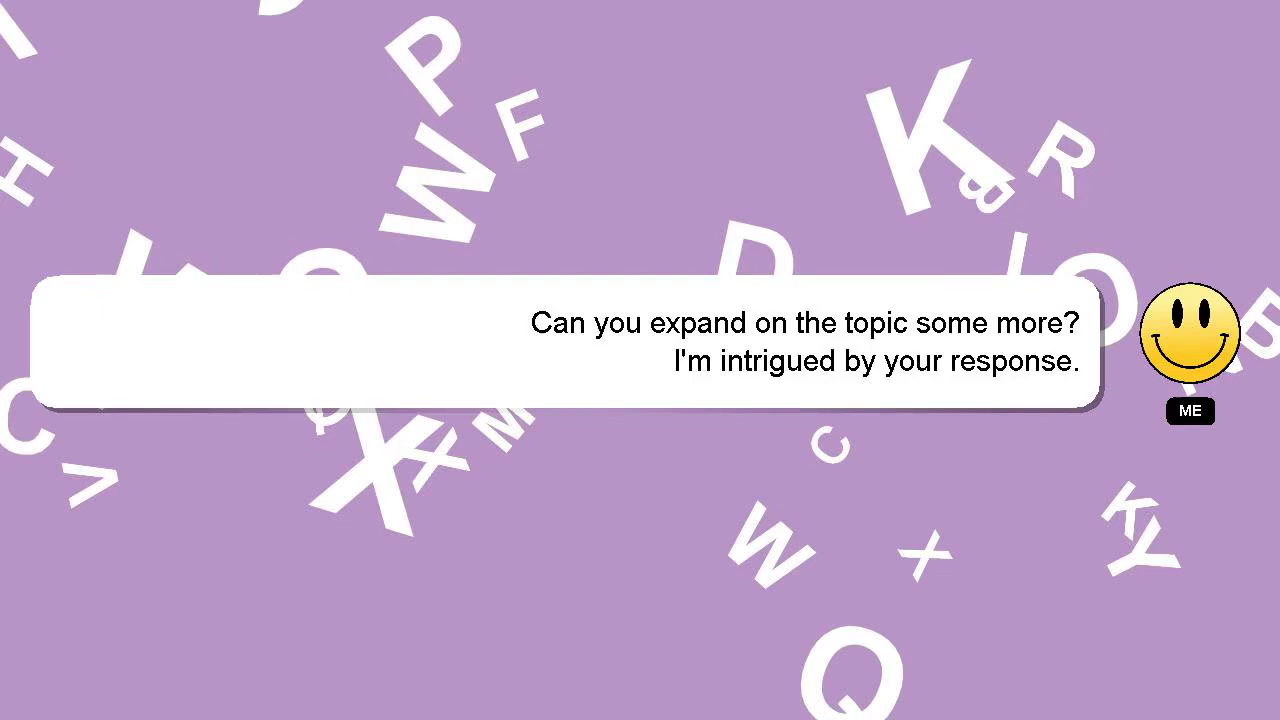 Can you expand on the topic some more?
I'm intrigued by your response.
ME